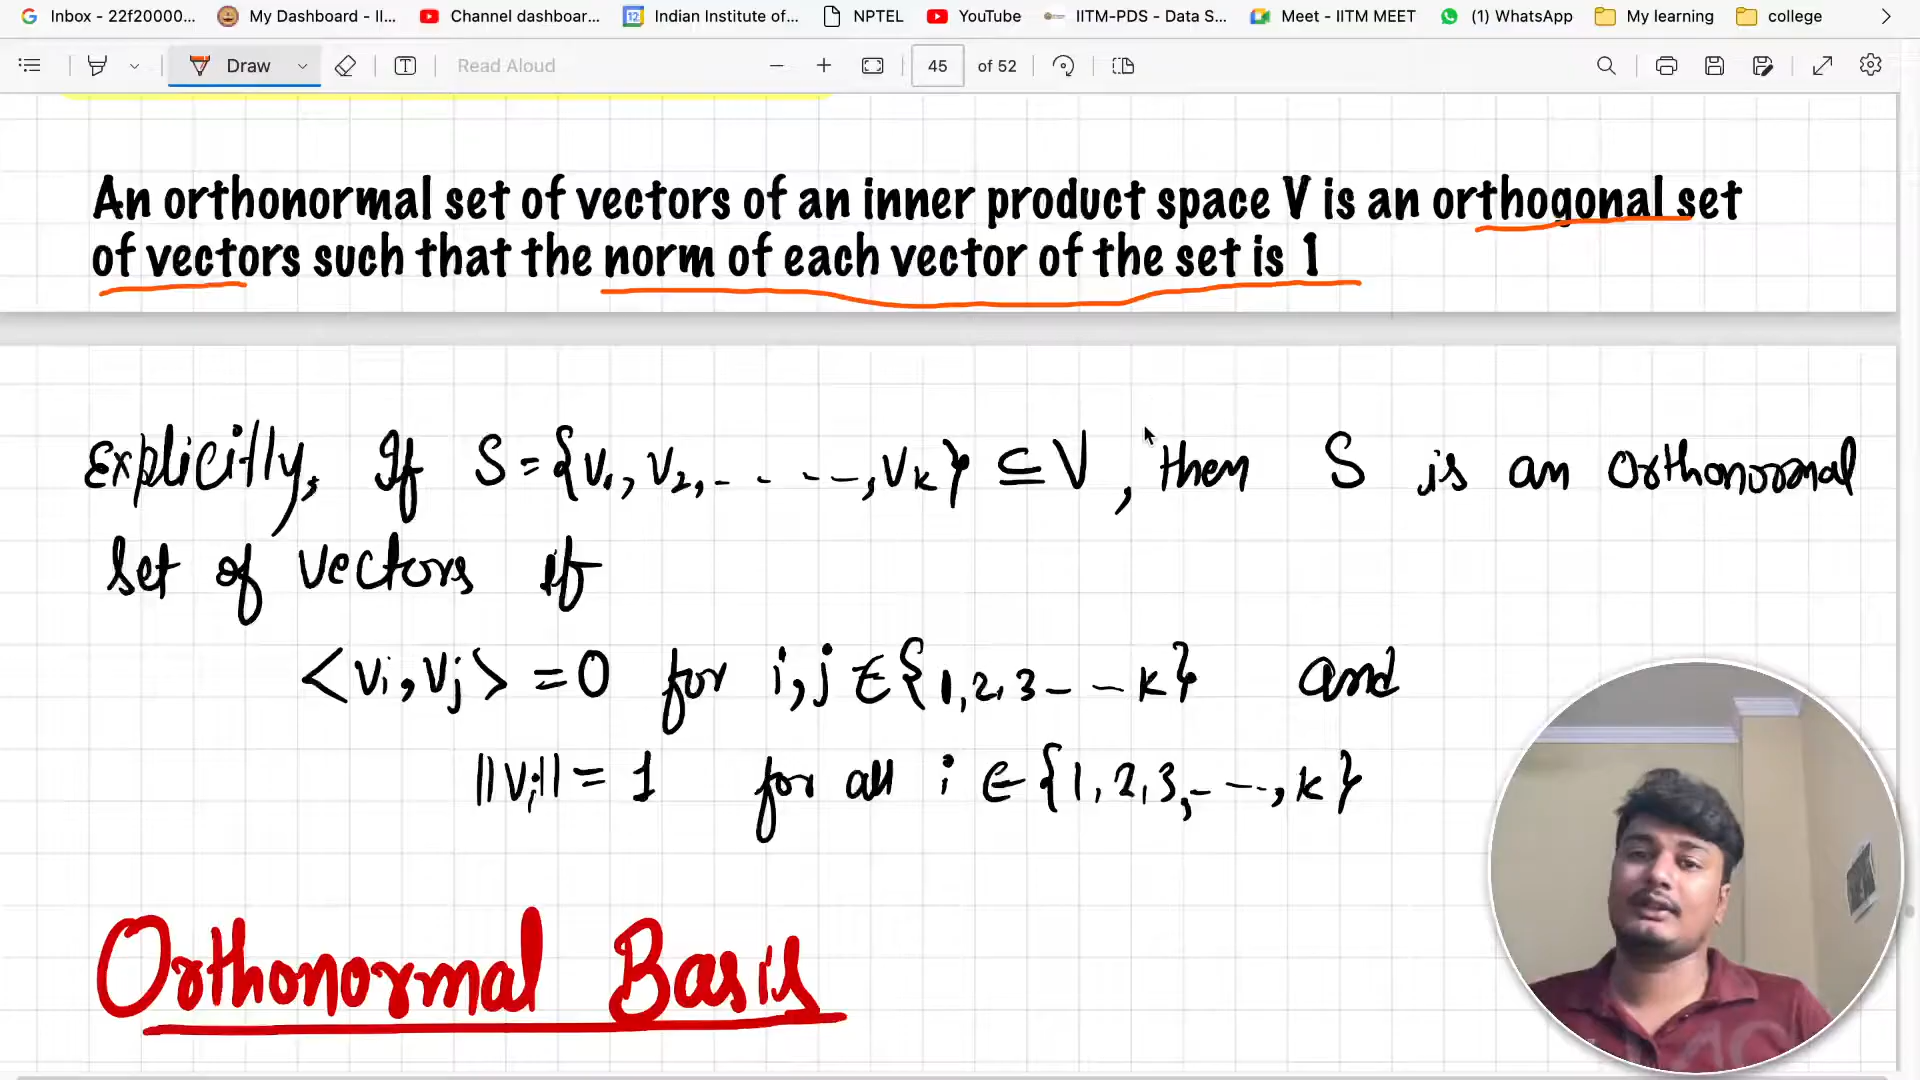 Inbox - 22f20000... My Dashboard - II... Channel dashboar... Indian Institute of... NPTEL YouTube IITM-PDS - Data S... Meet - IITM MEET (1) WhatsApp My learning college
Draw Read Aloud 45 of 52
An orthonormal set of vectors of an inner product space V is an orthogonal set
of vectors such that the norm of each vector of the set is 1
Explicitly, If S = {v₁, v₂, - - - - -, vₖ} ⊆ V, then S is an orthonormal
set of vectors if
<vᵢ, vⱼ> = 0 for i, j ∈ {1, 2, 3 - - k} and
||vᵢ|| = 1 for all i ∈ {1, 2, 3, - - -, k}
Orthonormal Basis